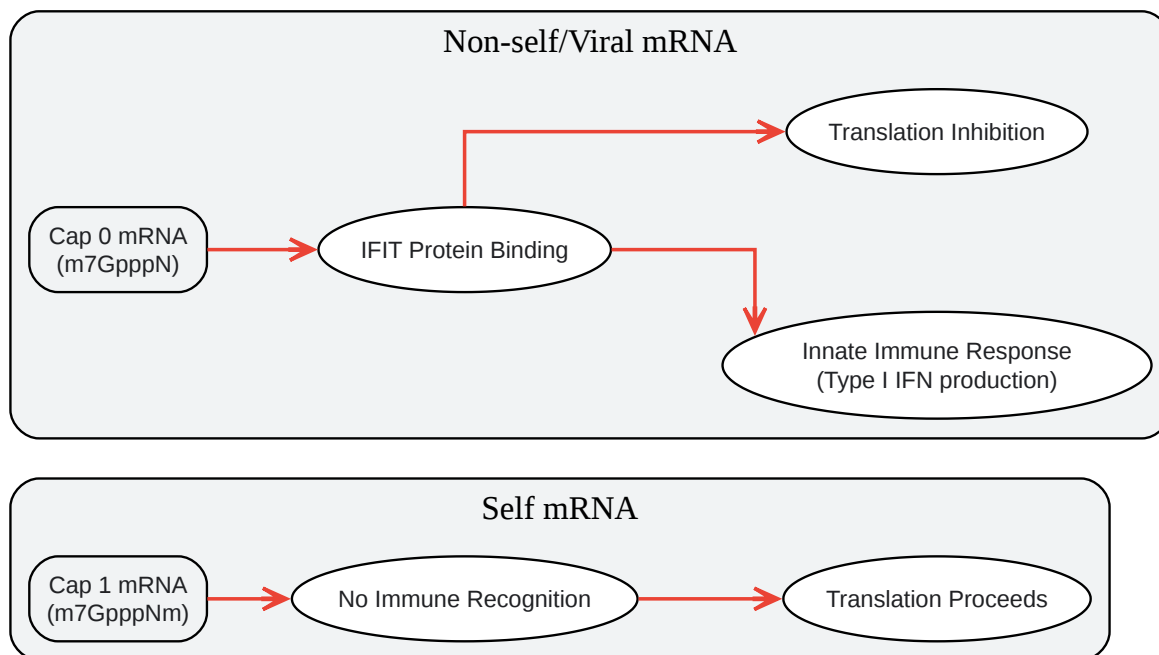 Non-self/Viral mRNA
Translation Inhibition
Cap 0 mRNA
(m7GpppN)
IFIT Protein Binding
Innate Immune Response
(Type I IFN production)
Self mRNA
Cap 1 mRNA
(m7GpppNm)
No Immune Recognition
Translation Proceeds